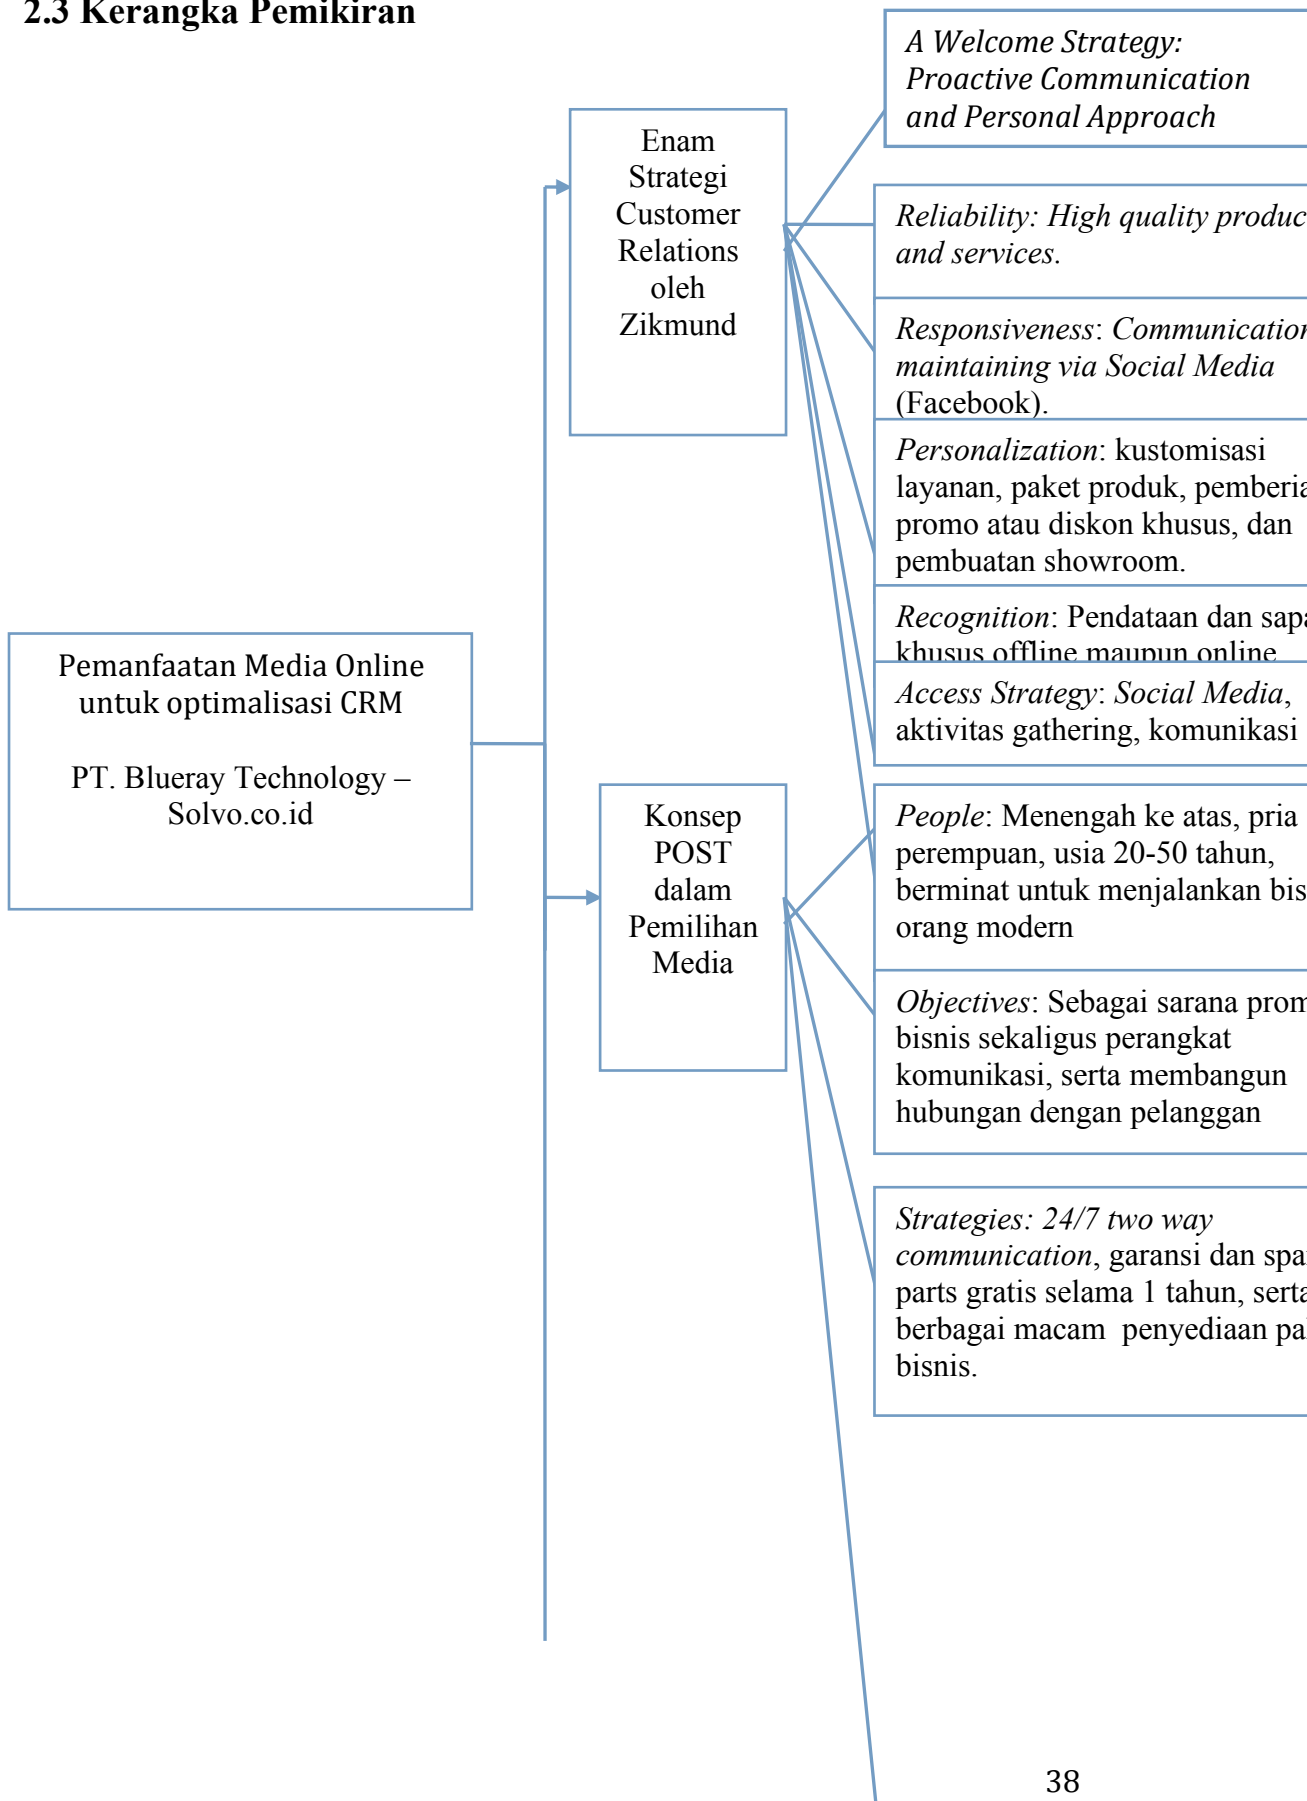 2.3 Kerangka Pemikiran
A Welcome Strategy:
Proactive Communication
and Personal Approach
Enam
Strategi
Customer
Relations
oleh
Zikmund
Reliability: High quality produc
and services.
Responsiveness: Communication
maintaining via Social Media
(Facebook).
Personalization: kustomisasi
layanan, paket produk, pemberia
promo atau diskon khusus, dan
pembuatan showroom.
Recognition: Pendataan dan sapa
khusus offline maupun online
Access Strategy: Social Media,
aktivitas gathering, komunikasi
Pemanfaatan Media Online
untuk optimalisasi CRM
PT. Blueray Technology –
Solvo.co.id
Konsep
POST
dalam
Pemilihan
Media
People: Menengah ke atas, pria
perempuan, usia 20-50 tahun,
berminat untuk menjalankan bis
orang modern
Objectives: Sebagai sarana prom
bisnis sekaligus perangkat
komunikasi, serta membangun
hubungan dengan pelanggan
Strategies: 24/7 two way
communication, garansi dan spar
parts gratis selama 1 tahun, serta
berbagai macam  penyediaan pa
bisnis.
38